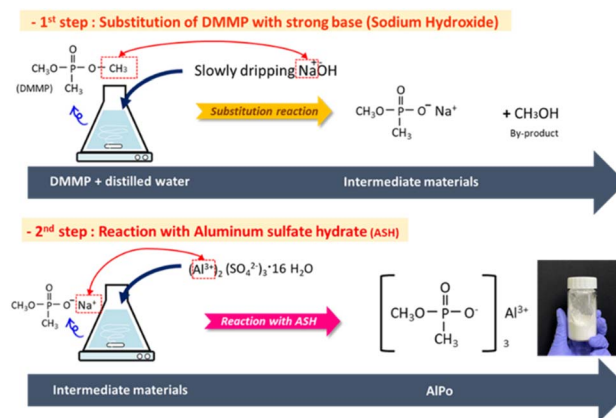 - 1st step : Substitution of DMMP with strong base (Sodium Hydroxide)
O
CH₃O-P-O-CH₃
CH₃
(DMMP)
Slowly dripping Na⁺OH
Substitution reaction
O
CH₃O-P-O⁻ Na⁺
CH₃
+ CH₃OH
By-product
DMMP + distilled water
Intermediate materials
- 2nd step : Reaction with Aluminum sulfate hydrate (ASH)
(Al³⁺)₂ (SO₄²⁻)₃•16 H₂O
O
CH₃O-P-O⁻Na⁺
CH₃
Reaction with ASH
O
CH₃O-P-O⁻
CH₃
3
Al³⁺
Intermediate materials
AlPo